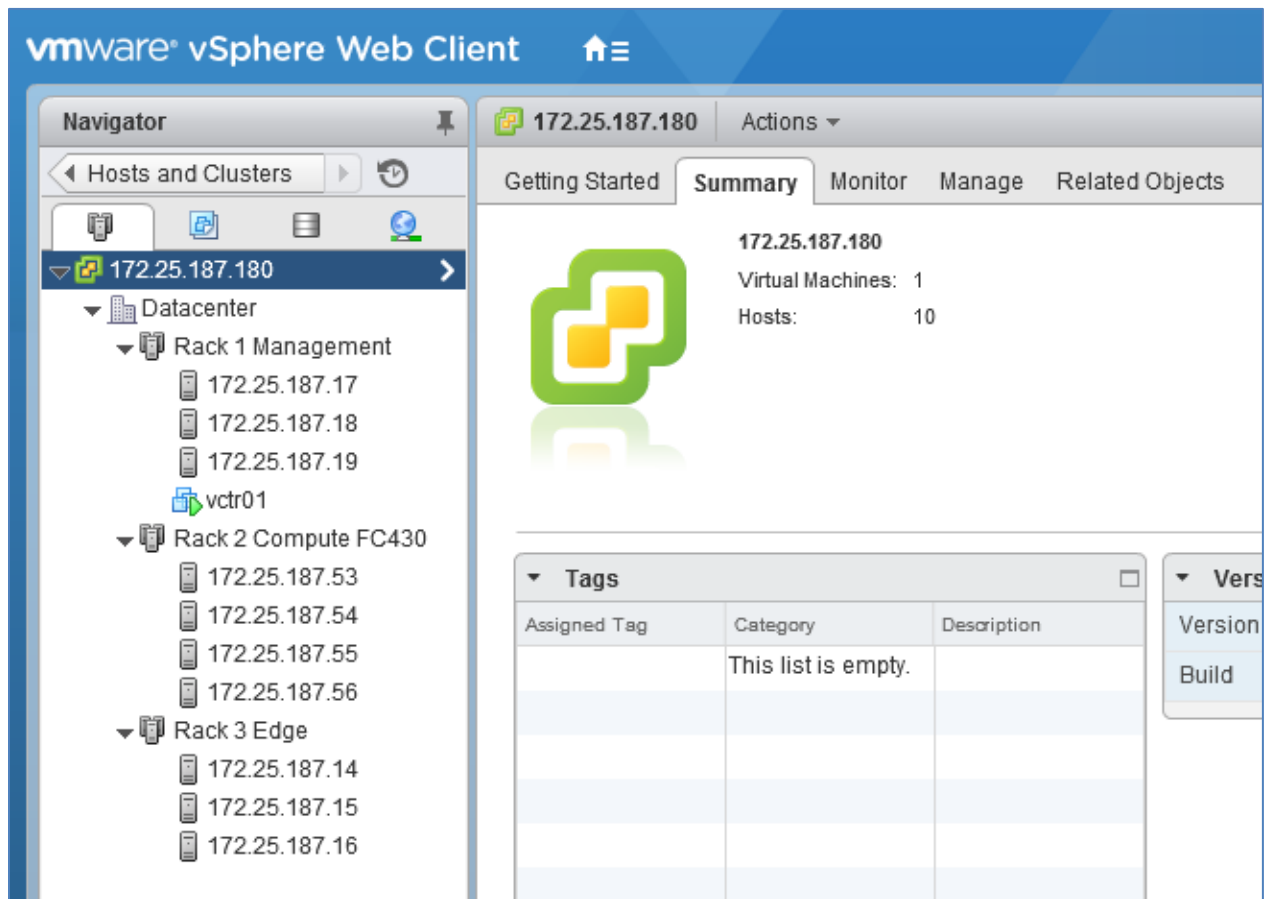 vmware® vSphere Web Client
Navigator
Hosts and Clusters
172.25.187.180
Datacenter
Rack 1 Management
172.25.187.17
172.25.187.18
172.25.187.19
vctr01
Rack 2 Compute FC430
172.25.187.53
172.25.187.54
172.25.187.55
172.25.187.56
Rack 3 Edge
172.25.187.14
172.25.187.15
172.25.187.16
172.25.187.180 Actions
Getting Started Summary Monitor Manage Related Objects
172.25.187.180
Virtual Machines: 1
Hosts: 10
Tags
Assigned Tag Category Description
This list is empty.
Vers
Version
Build